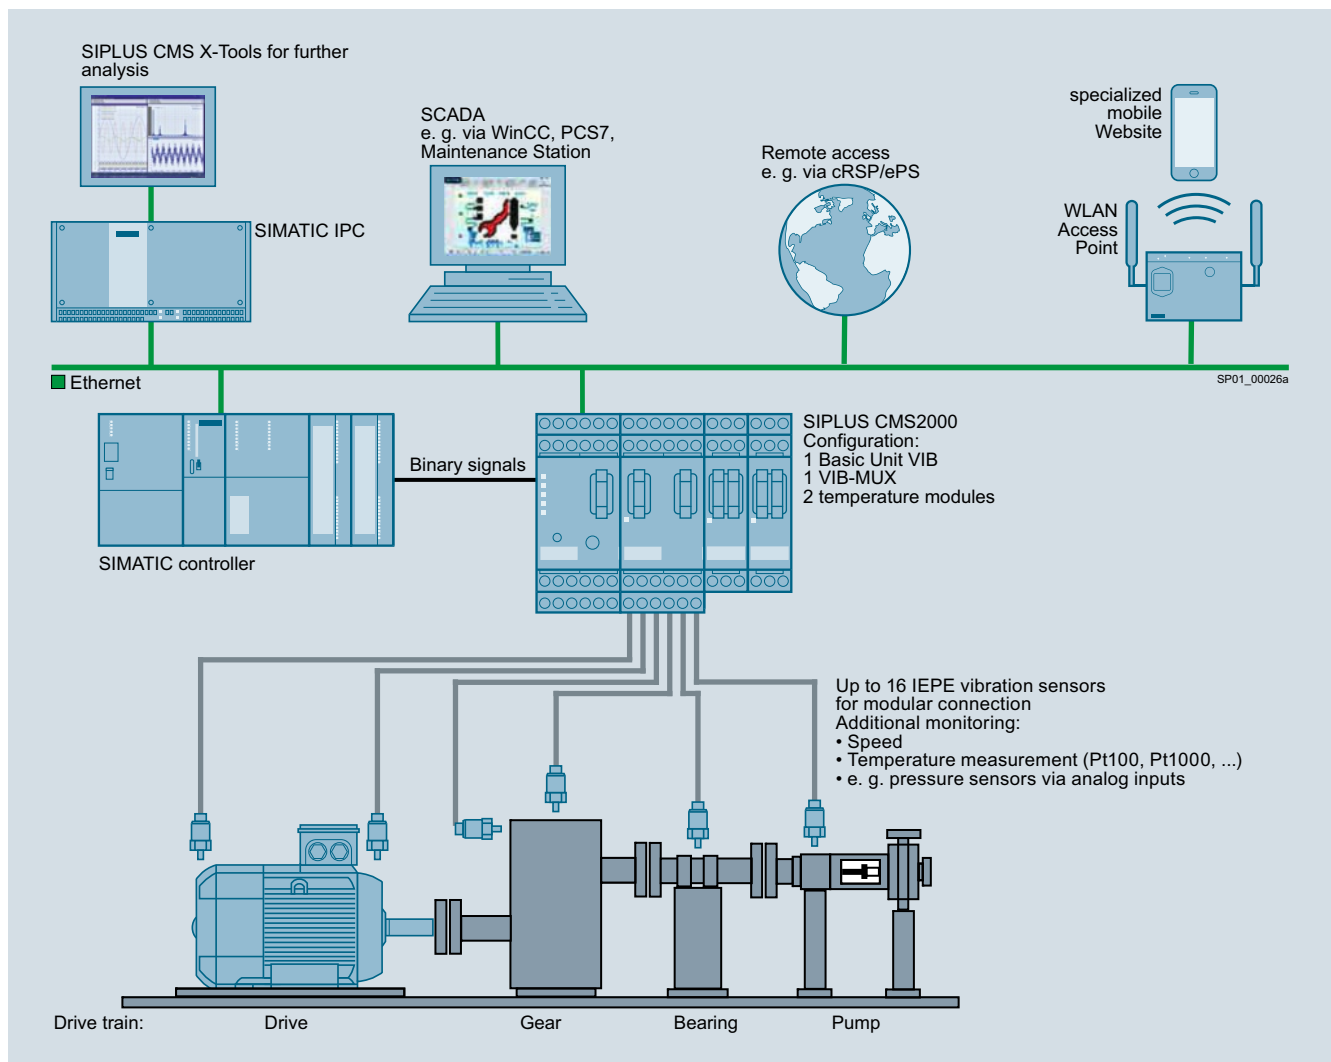 SIPLUS CMS X-Tools for further
analysis
SCADA
e. g. via WinCC, PCS7,
Maintenance Station
Remote access
e. g. via cRSP/ePS
specialized
mobile
Website
SIMATIC IPC
WLAN
Access
Point
Ethernet
SP01_00026a
SIPLUS CMS2000
Configuration:
1 Basic Unit VIB
1 VIB-MUX
2 temperature modules
Binary signals
SIMATIC controller
Up to 16 IEPE vibration sensors
for modular connection
Additional monitoring:
• Speed
• Temperature measurement (Pt100, Pt1000, ...)
• e. g. pressure sensors via analog inputs
Drive train: Drive Gear Bearing Pump